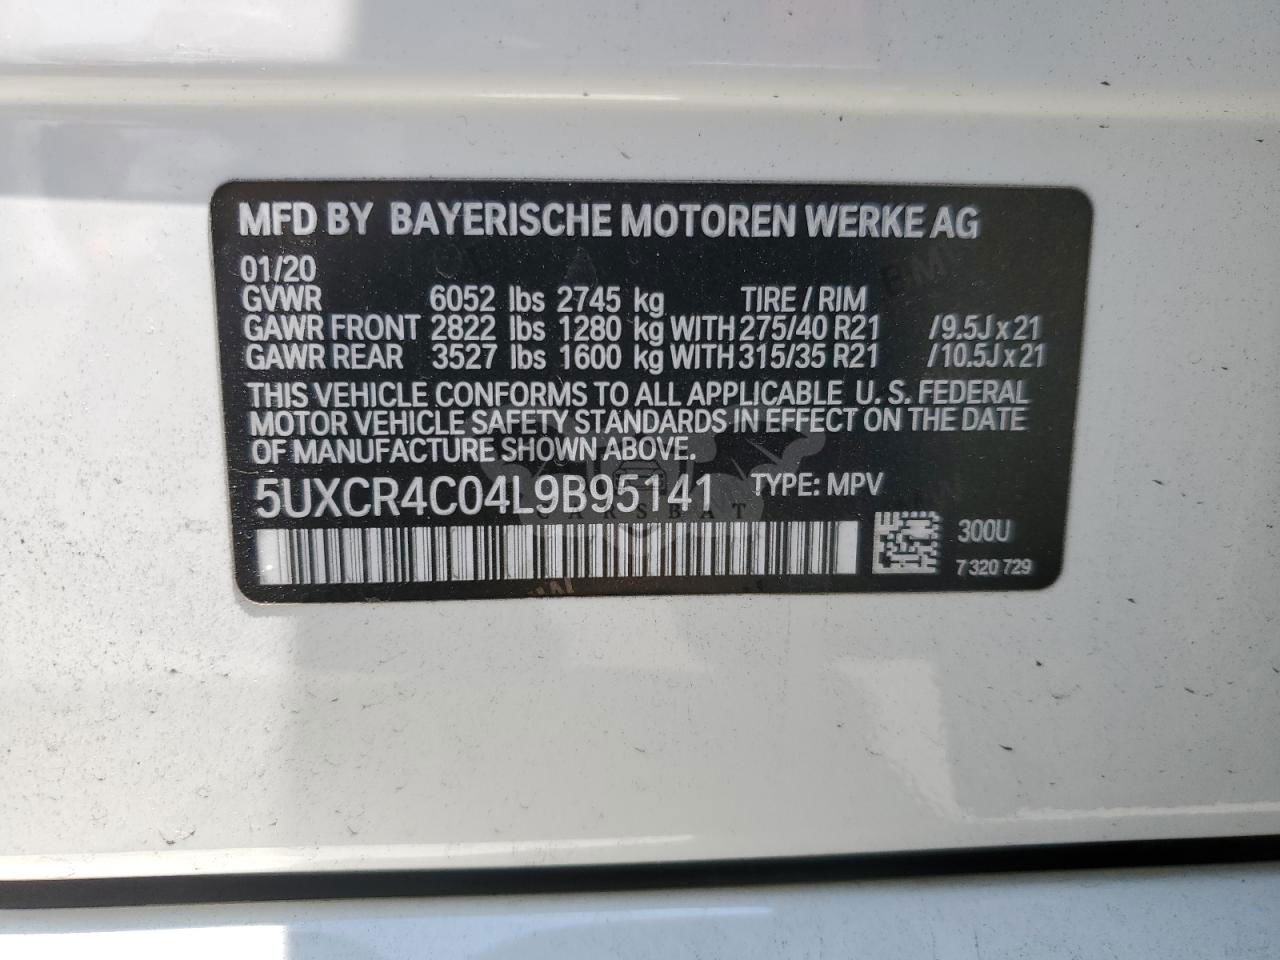 MFD BY BAYERISCHE MOTOREN WERKE AG
01/20
GVWR 6052 lbs 2745 kg TIRE / RIM
GAWR FRONT 2822 lbs 1280 kg WITH 275/40 R21 /9.5J x 21
GAWR REAR 3527 lbs 1600 kg WITH 315/35 R21 /10.5J x 21
THIS VEHICLE CONFORMS TO ALL APPLICABLE U. S. FEDERAL
MOTOR VEHICLE SAFETY STANDARDS IN EFFECT ON THE DATE
OF MANUFACTURE SHOWN ABOVE.
5UXCR4C04L9B95141 TYPE: MPV
CARSBAT
300U
7 320 729